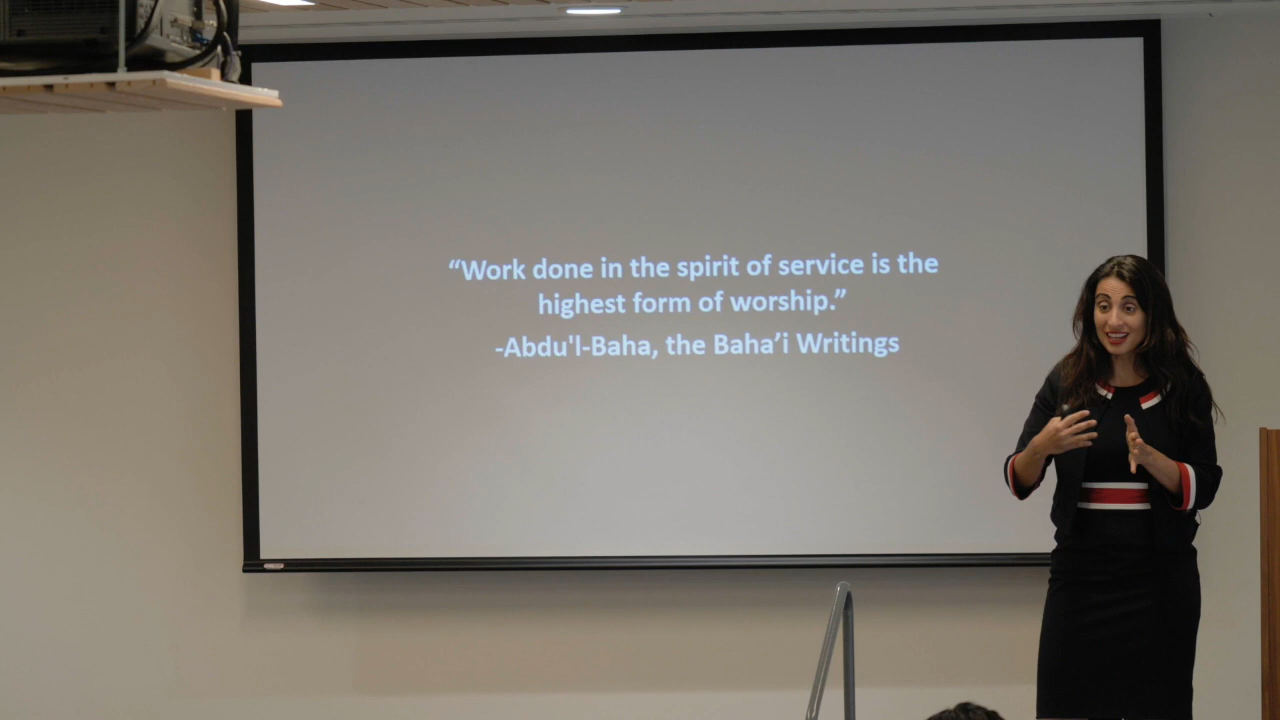 “Work done in the spirit of service is the
highest form of worship.”
-Abdu'l-Baha, the Baha’i Writings